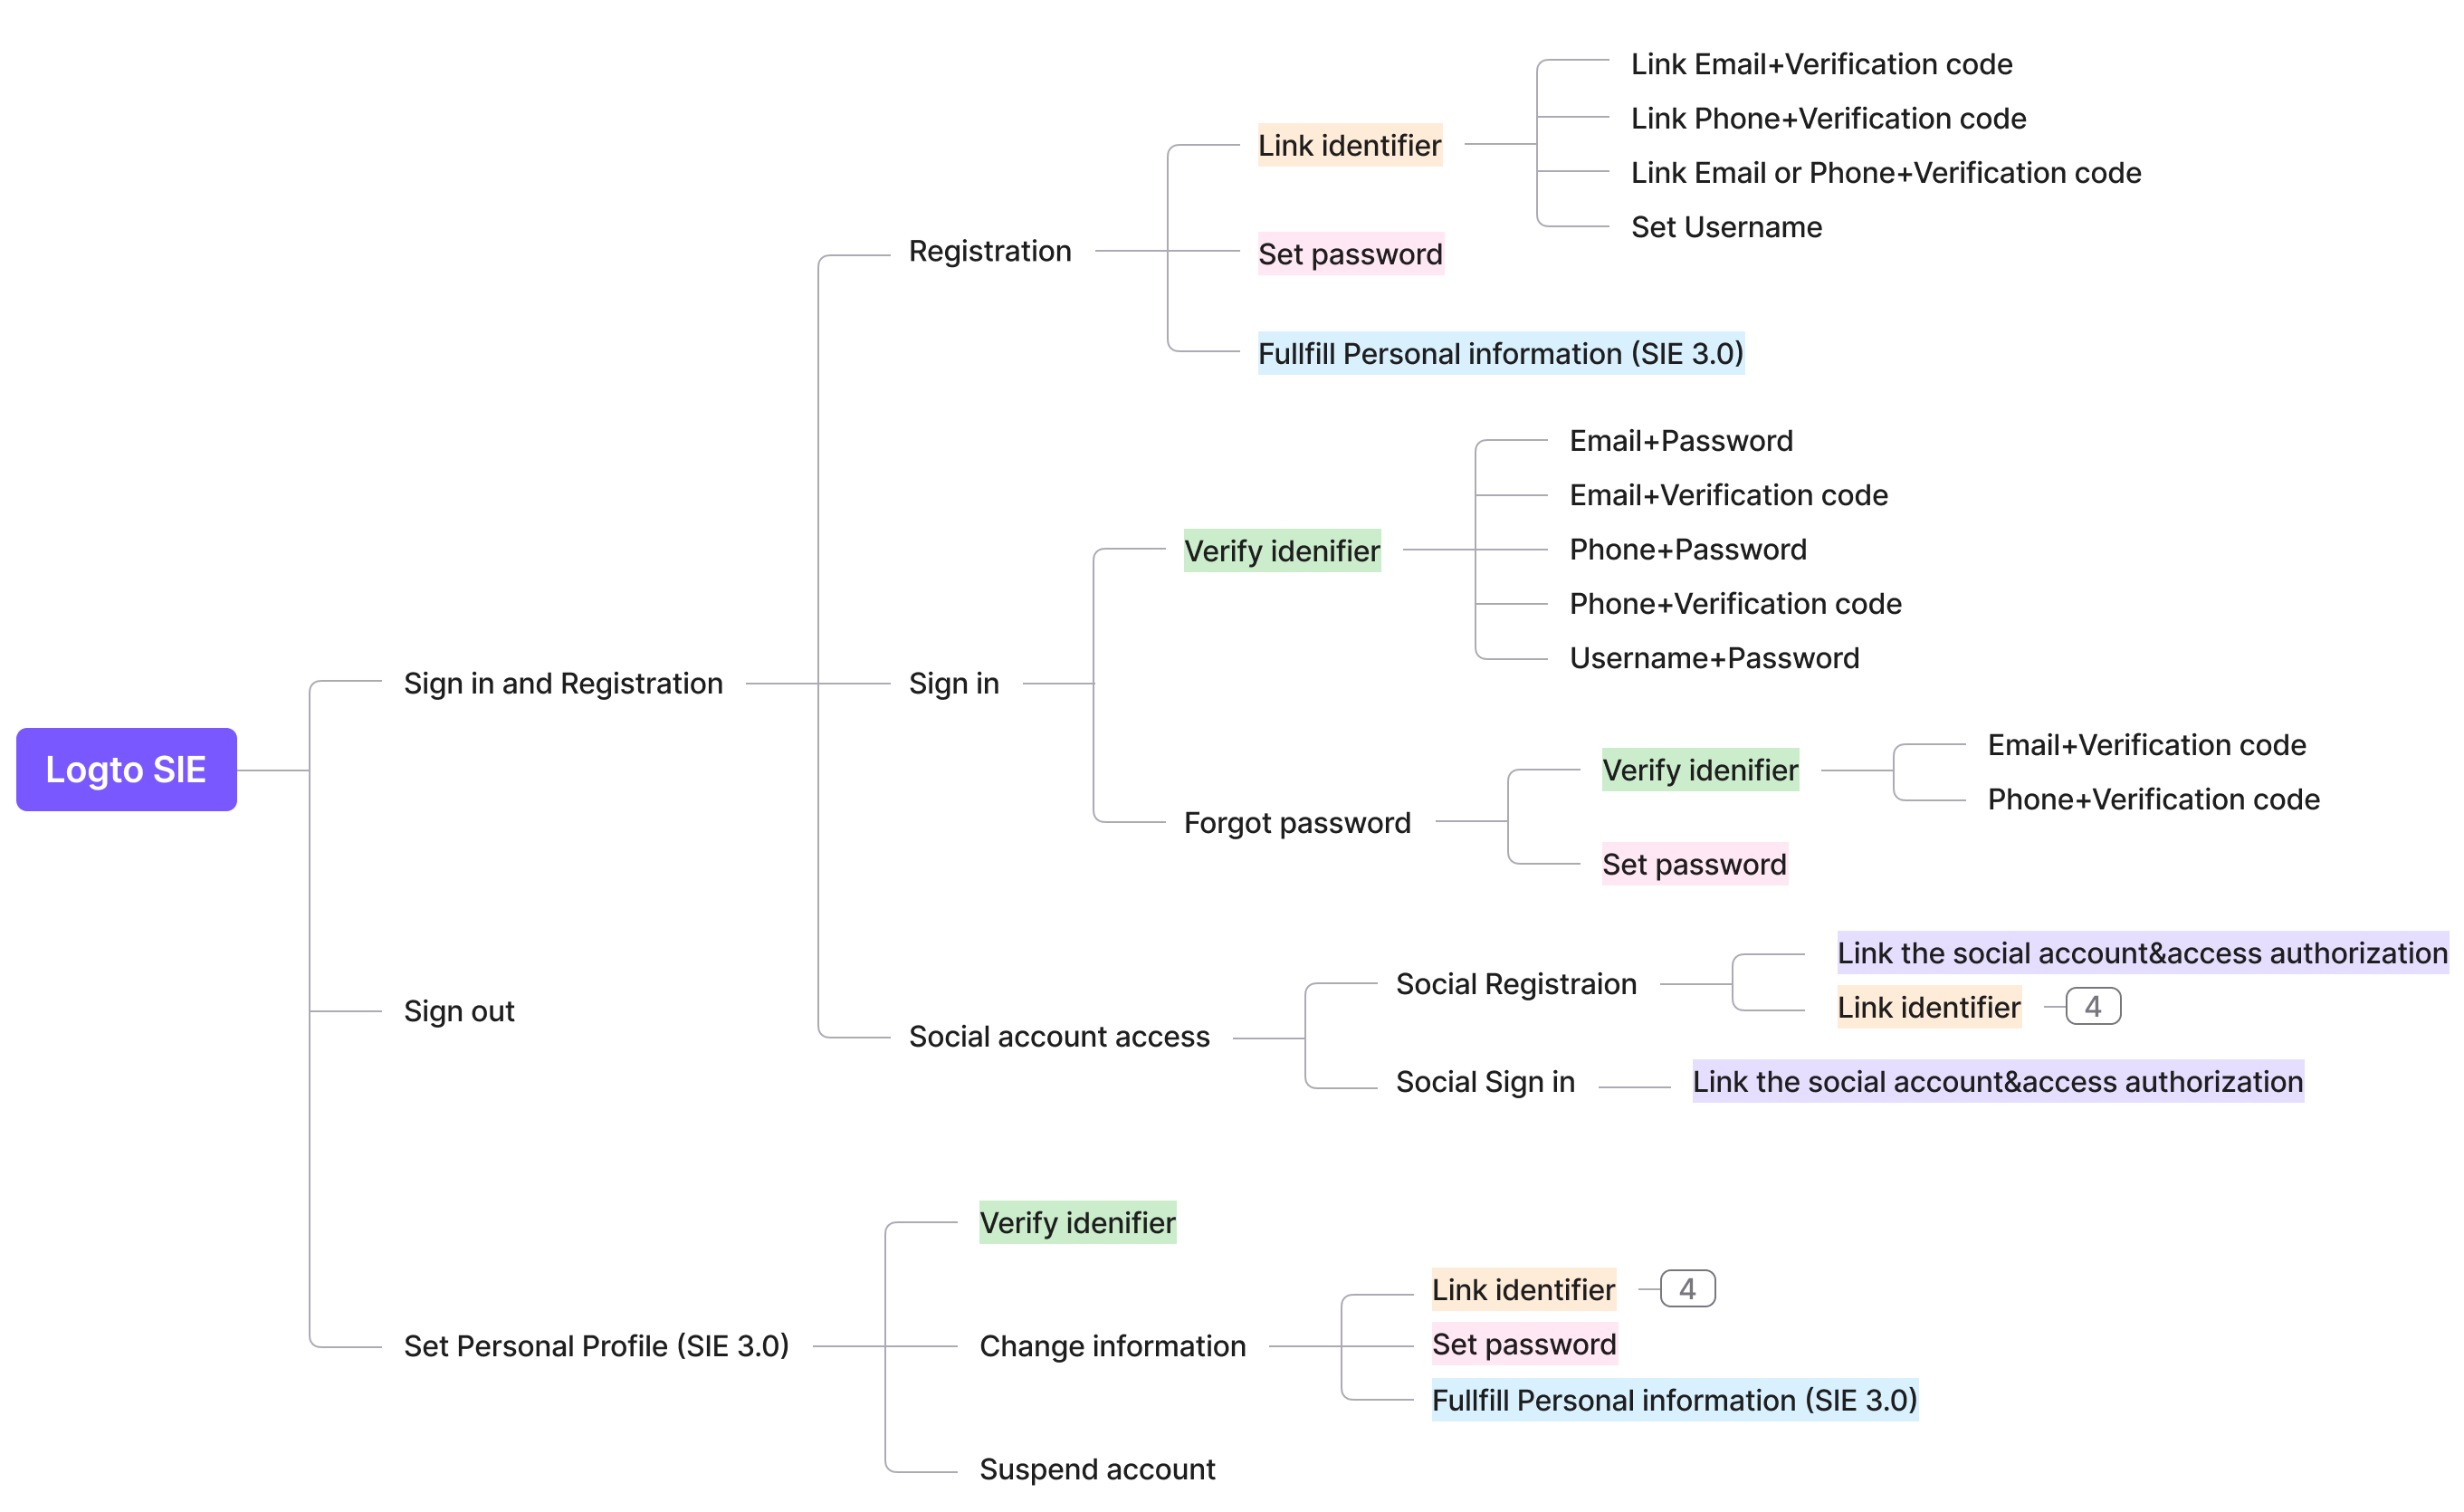 Logto SIE
Sign in and Registration
Registration
Link identifier
Link Email+Verification code
Link Phone+Verification code
Link Email or Phone+Verification code
Set Username
Set password
Fullfill Personal information (SIE 3.0)
Sign in
Verify idenifier
Email+Password
Email+Verification code
Phone+Password
Phone+Verification code
Username+Password
Forgot password
Verify idenifier
Email+Verification code
Phone+Verification code
Set password
Social account access
Social Registraion
Link the social account&access authorization
Link identifier
4
Social Sign in
Link the social account&access authorization
Sign out
Set Personal Profile (SIE 3.0)
Verify idenifier
Change information
Link identifier
4
Set password
Fullfill Personal information (SIE 3.0)
Suspend account